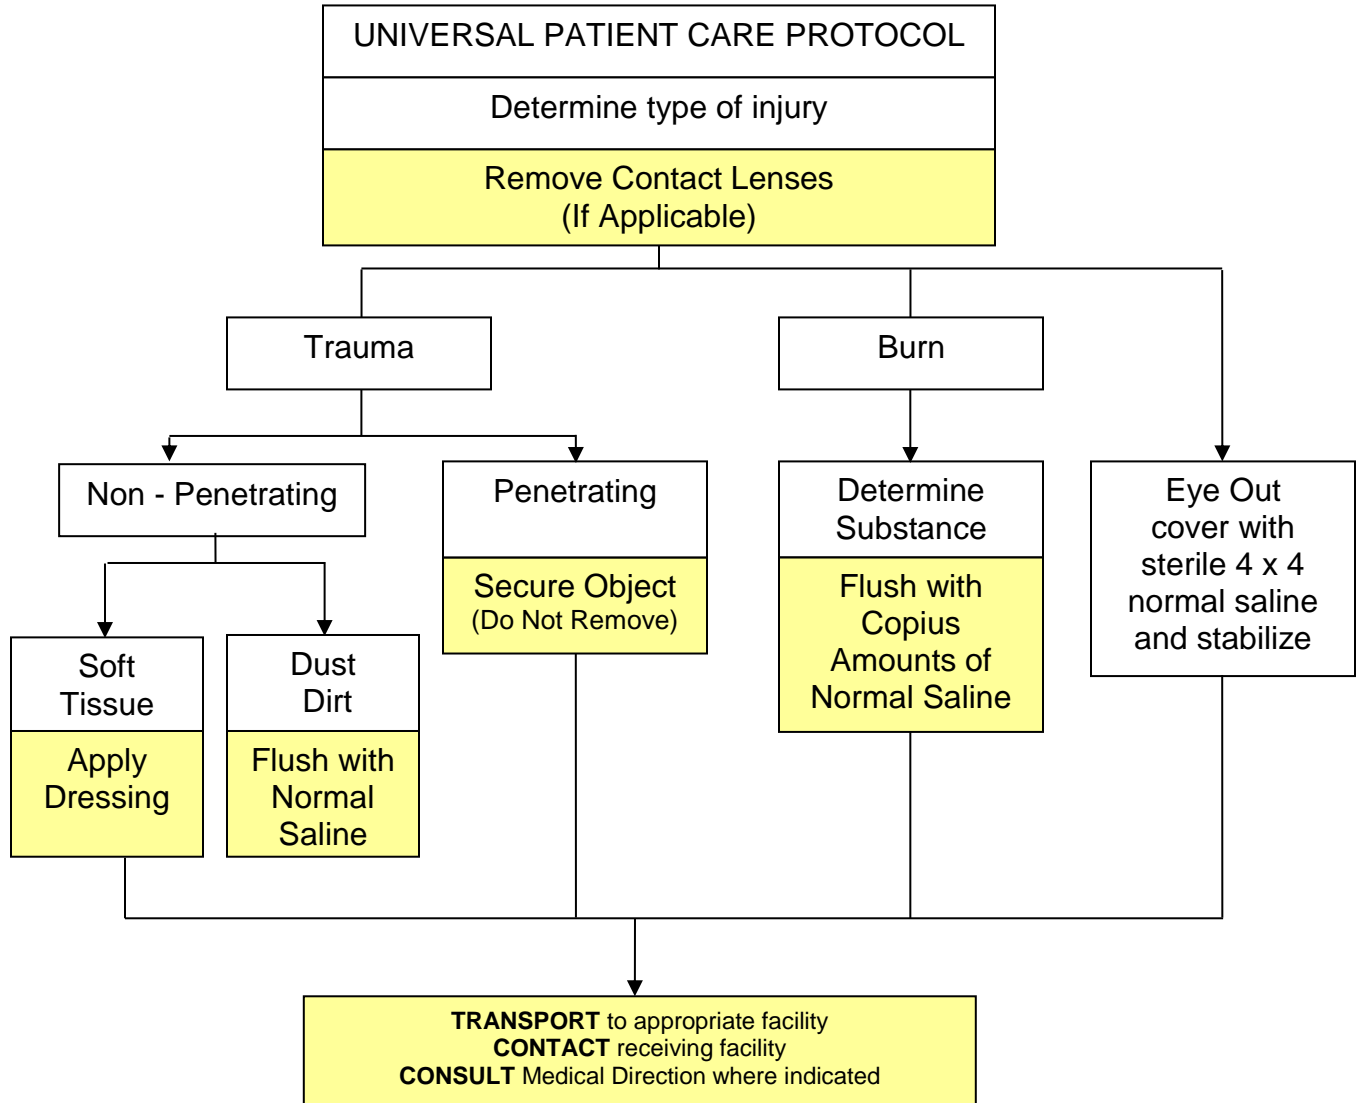 UNIVERSAL PATIENT CARE PROTOCOL
Determine type of injury
Remove Contact Lenses
(If Applicable)
Trauma
Burn
Non - Penetrating
Penetrating
Secure Object
(Do Not Remove)
Determine
Substance
Flush with
Copius
Amounts of
Normal Saline
Eye Out
cover with
sterile 4 x 4
normal saline
and stabilize
Soft
Tissue
Apply
Dressing
Dust
Dirt
Flush with
Normal
Saline
TRANSPORT to appropriate facility
CONTACT receiving facility
CONSULT Medical Direction where indicated